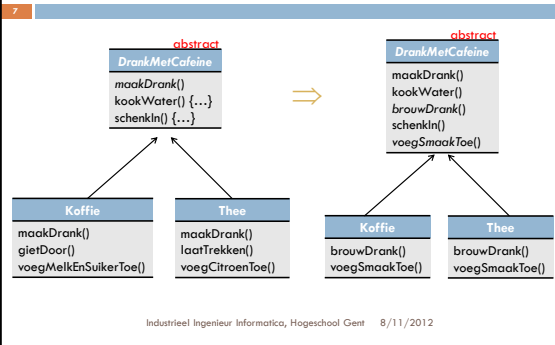 7
abstract
DrankMetCafeine
maakDrank()
kookWater() {...}
schenkIn() {...}
Koffie
maakDrank()
gietDoor()
voegMelkEnSuikerToe()
Thee
maakDrank()
laatTrekken()
voegCitroenToe()
⇒
abstract
DrankMetCafeine
maakDrank()
kookWater()
brouwDrank()
schenkIn()
voegSmaakToe()
Koffie
brouwDrank()
voegSmaakToe()
Thee
brouwDrank()
voegSmaakToe()
Industrieel Ingenieur Informatica, Hogeschool Gent 8/11/2012